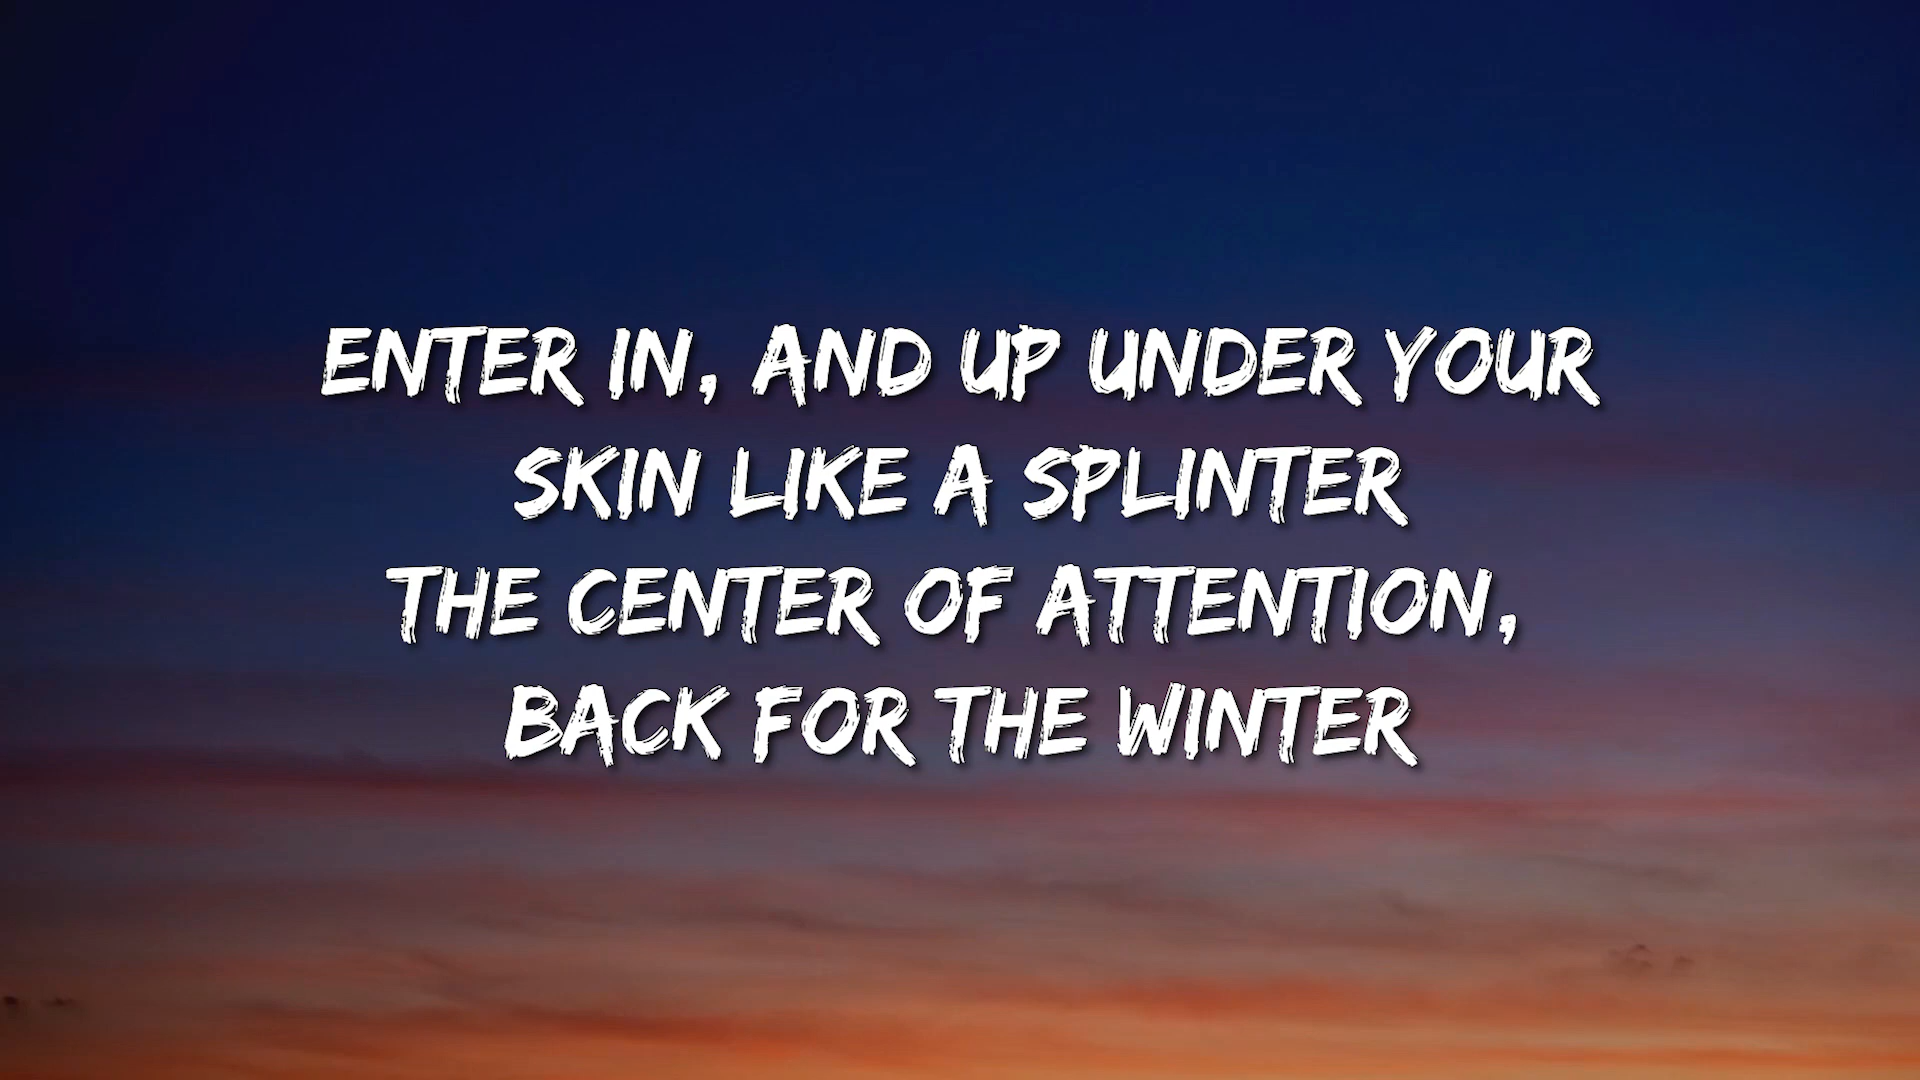 ENTER IN, AND UP UNDER YOUR
SKIN LIKE A SPLINTER
THE CENTER OF ATTENTION,
BACK FOR THE WINTER